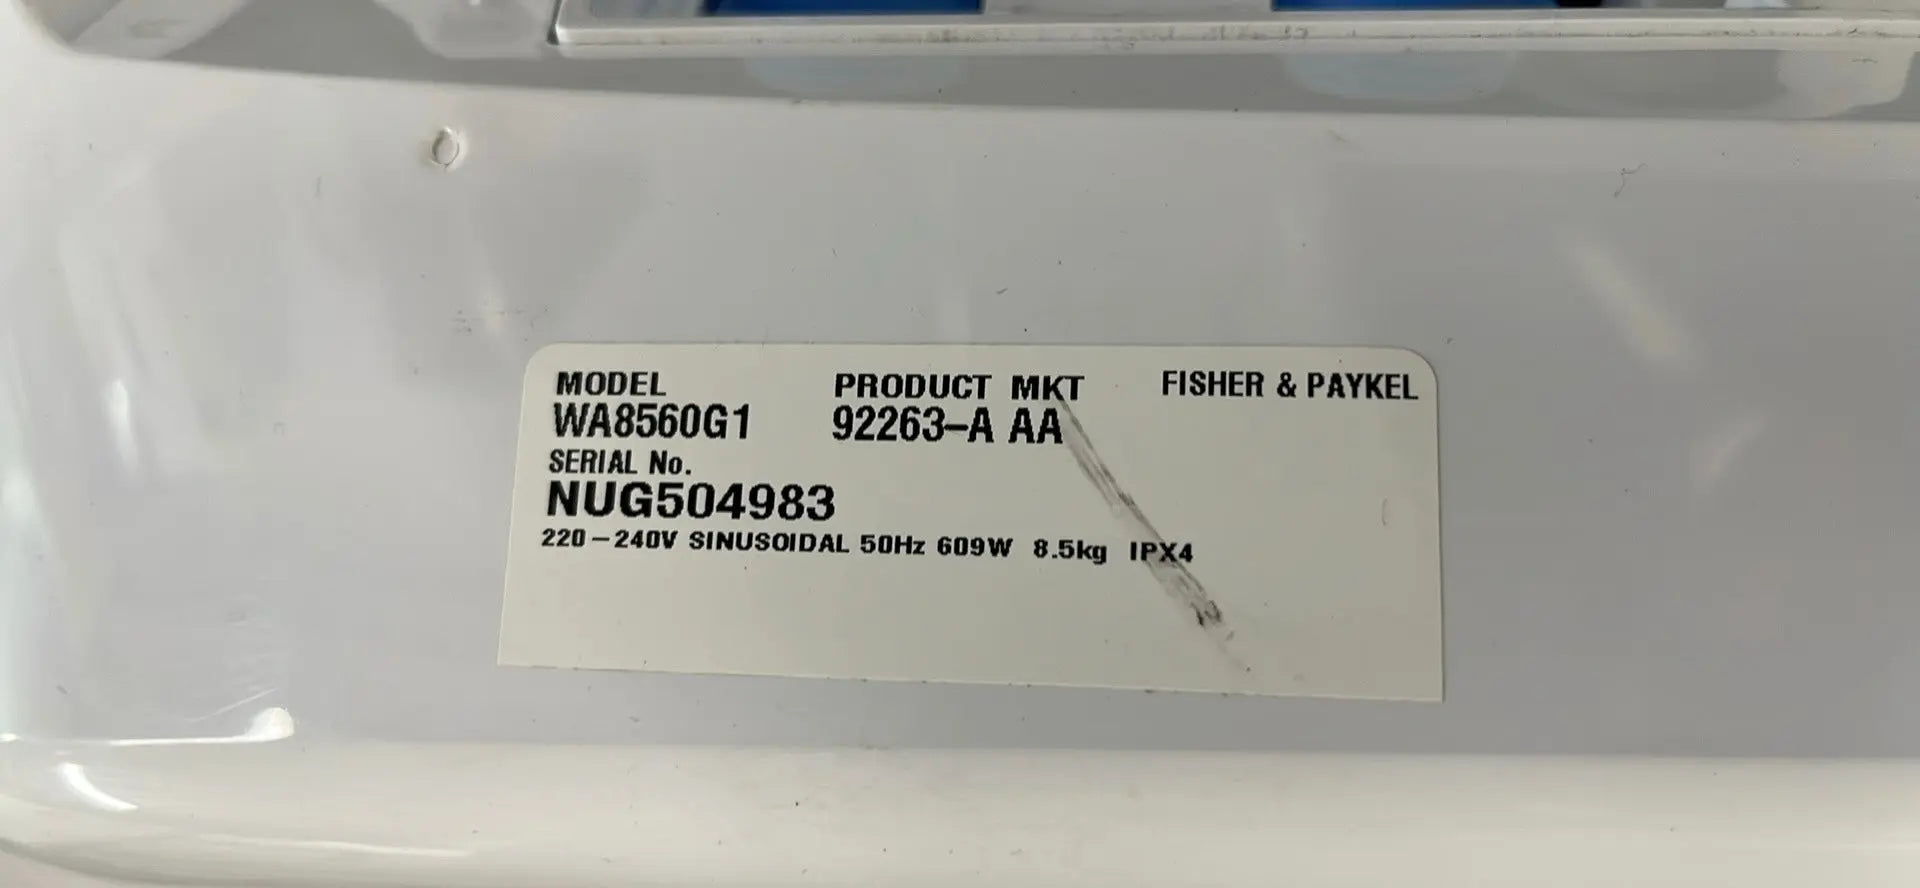 MODEL PRODUCT MKT FISHER & PAYKEL
WA8560G1 92263-A AA
SERIAL No.
NUG504983
220-240V SINUSOIDAL 50Hz 609W 8.5kg IPX4